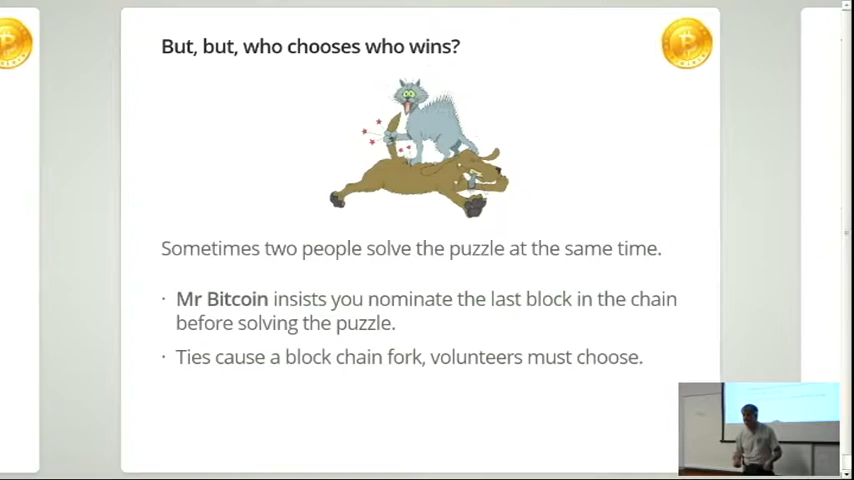 But, but, who chooses who wins?
Sometimes two people solve the puzzle at the same time.
· Mr Bitcoin insists you nominate the last block in the chain
before solving the puzzle.
· Ties cause a block chain fork, volunteers must choose.